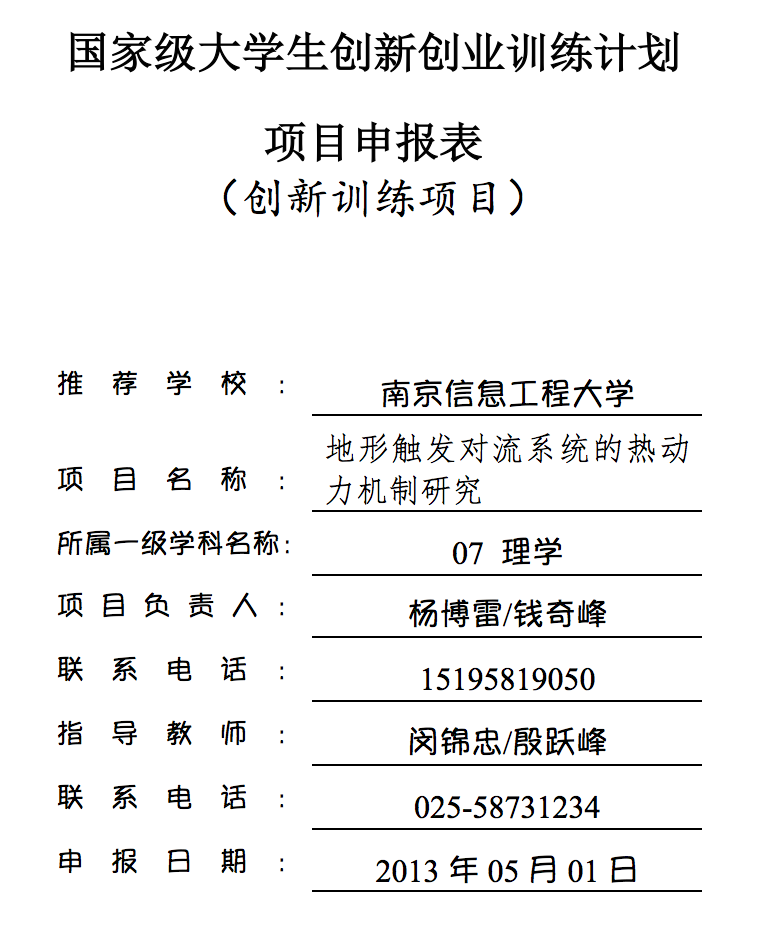 国家级大学生创新创业训练计划
项目申报表
（创新训练项目）
推荐学校：南京信息工程大学
项目名称：地形触发对流系统的热动
力机制研究
所属一级学科名称：07 理学
项目负责人：杨博雷/钱奇峰
联系电话：15195819050
指导教师：闵锦忠/殷跃峰
联系电话：025-58731234
申报日期：2013 年 05 月 01 日